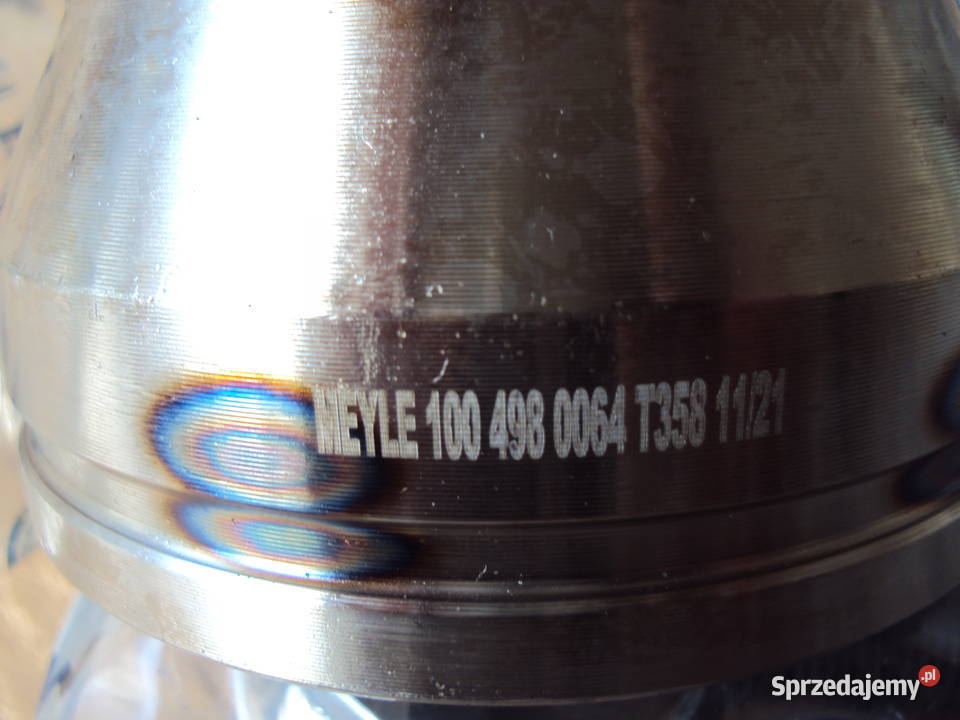 MEYLE 100 498 0064 T358 11/21
Sprzedajemy.pl